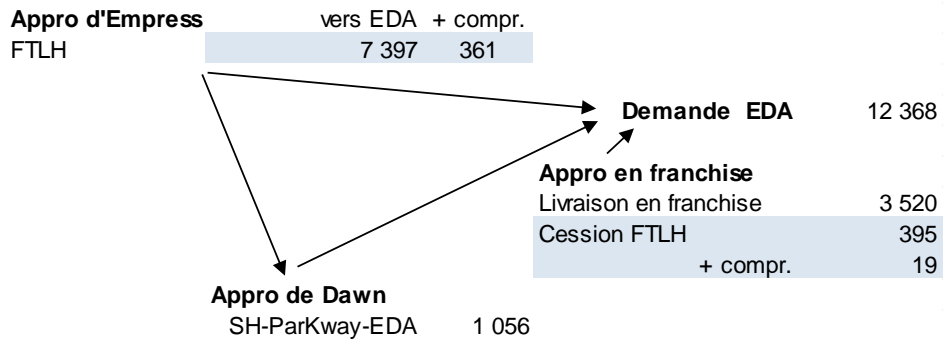 Appro d'Empress vers EDA + compr.
FTLH 7 397 361
Demande EDA 12 368
Appro en franchise
Livraison en franchise 3 520
Cession FTLH 395
+ compr. 19
Appro de Dawn
SH-ParKway-EDA 1 056